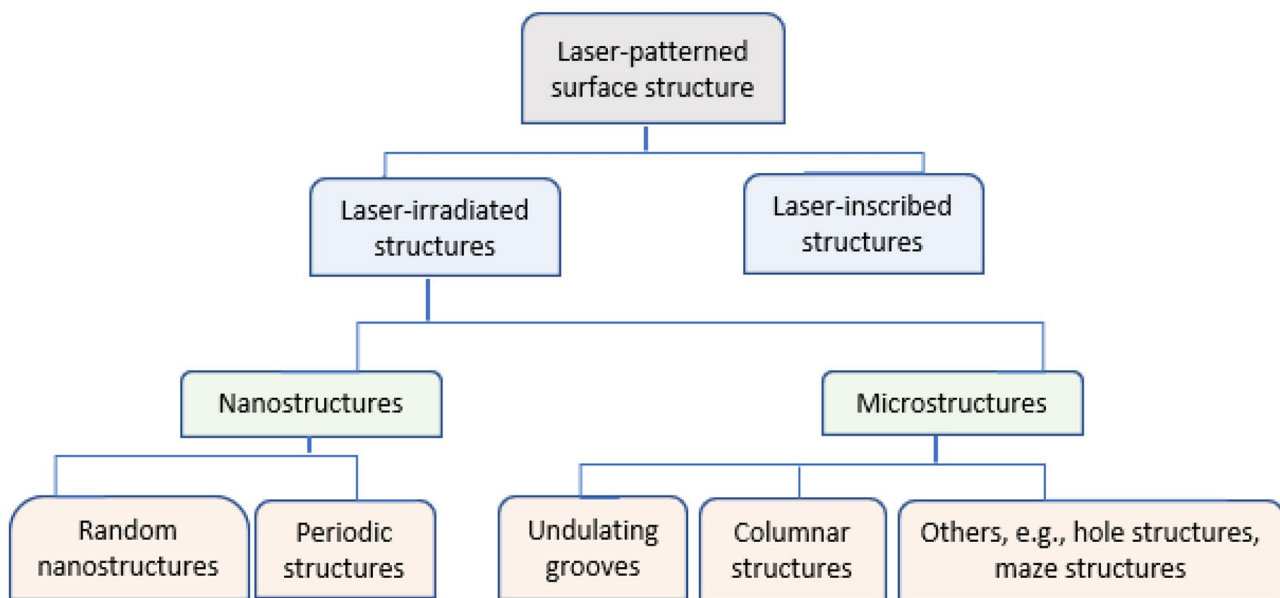 Laser-patterned
surface structure
Laser-irradiated
structures
Laser-inscribed
structures
Nanostructures
Microstructures
Random
nanostructures
Periodic
structures
Undulating
grooves
Columnar
structures
Others, e.g., hole structures,
maze structures